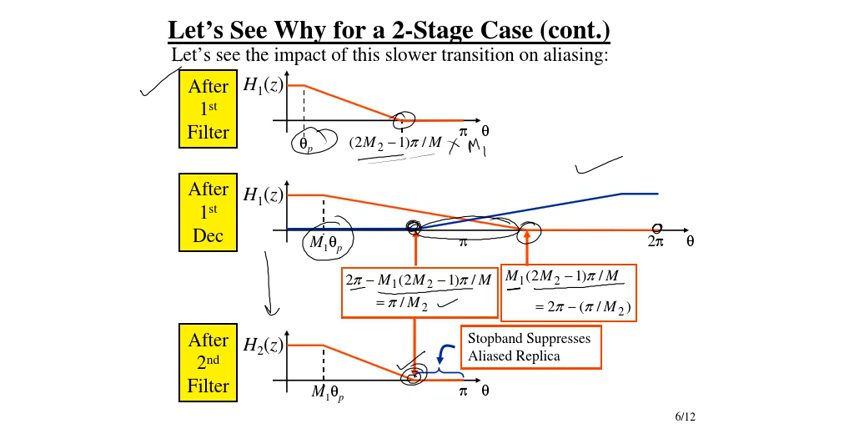 Let's See Why for a 2-Stage Case (cont.)
Let's see the impact of this slower transition on aliasing:
After
1st
Filter
H₁(z)
θₚ
(2M₂ −1)π / M × M₁
π
θ
After
1st
Dec
H₁(z)
M₁θₚ
π
2π
θ
2π − M₁(2M₂ −1)π / M
= π / M₂
M₁(2M₂ −1)π / M
= 2π − (π / M₂)
After
2nd
Filter
H₂(z)
Stopband Suppresses
Aliased Replica
M₁θₚ
π
θ
6/12